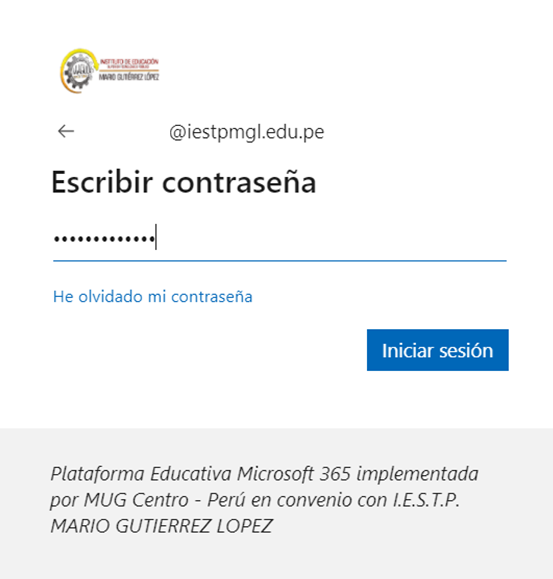 INSTITUTO DE EDUCACIÓN
MARIO GUTIÉRREZ LÓPEZ
@iestpmgl.edu.pe
Escribir contraseña
•••••••••••••
He olvidado mi contraseña
Iniciar sesión
Plataforma Educativa Microsoft 365 implementada
por MUG Centro - Perú en convenio con I.E.S.T.P.
MARIO GUTIERREZ LOPEZ